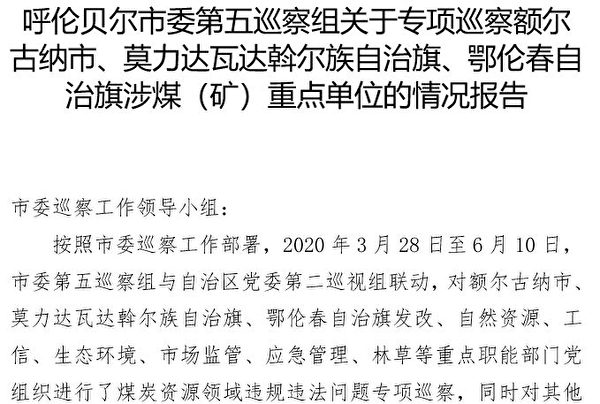 呼伦贝尔市委第五巡察组关于专项巡察额尔
古纳市、莫力达瓦达斡尔族自治旗、鄂伦春自
治旗涉煤（矿）重点单位的情况报告
市委巡察工作领导小组：
按照市委巡察工作部署，2020 年 3 月 28 日至 6 月 10 日，
市委第五巡察组与自治区党委第二巡视组联动，对额尔古纳市、
莫力达瓦达斡尔族自治旗、鄂伦春自治旗发改、自然资源、工
信、生态环境、市场监管、应急管理、林草等重点职能部门党
组织进行了煤炭资源领域违规违法问题专项巡察，同时对其他